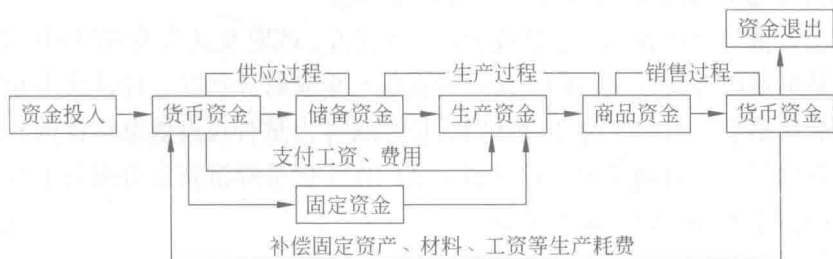 资金退出
供应过程 生产过程 销售过程
资金投入 货币资金 储备资金 生产资金 商品资金 货币资金
支付工资、费用
固定资金
补偿固定资产、材料、工资等生产耗费